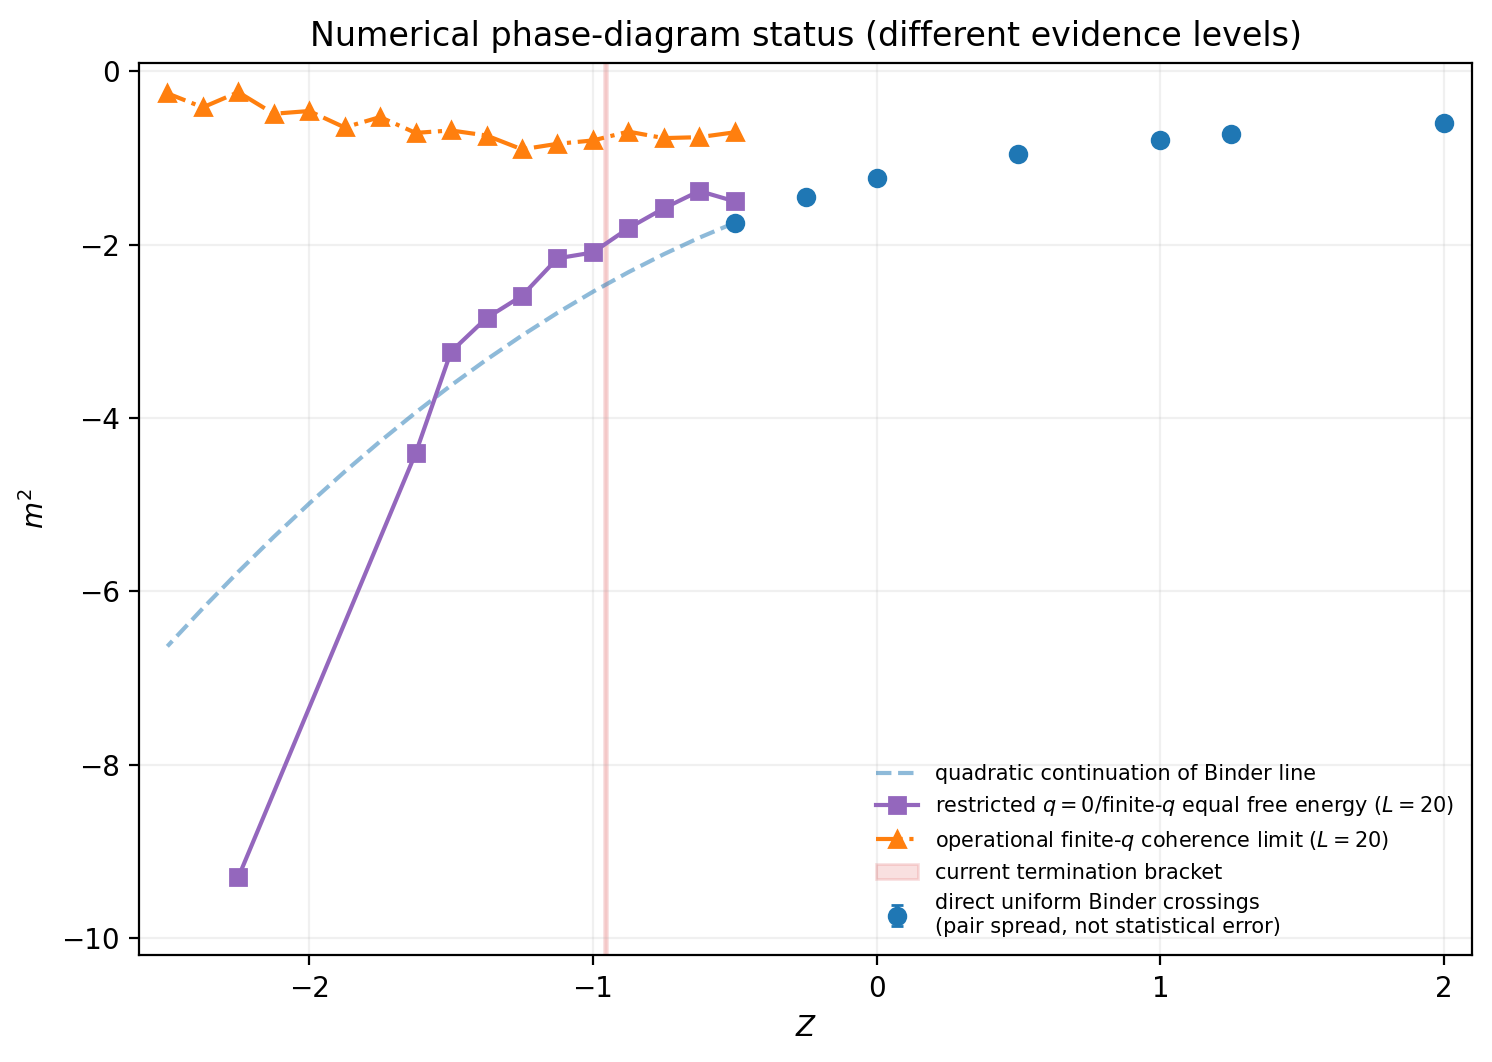 Numerical phase-diagram status (different evidence levels)
0
−2
−4
−6
−8
−10
m²
−2
−1
0
1
2
Z
quadratic continuation of Binder line
restricted q = 0/finite-q equal free energy (L = 20)
operational finite-q coherence limit (L = 20)
current termination bracket
direct uniform Binder crossings
(pair spread, not statistical error)